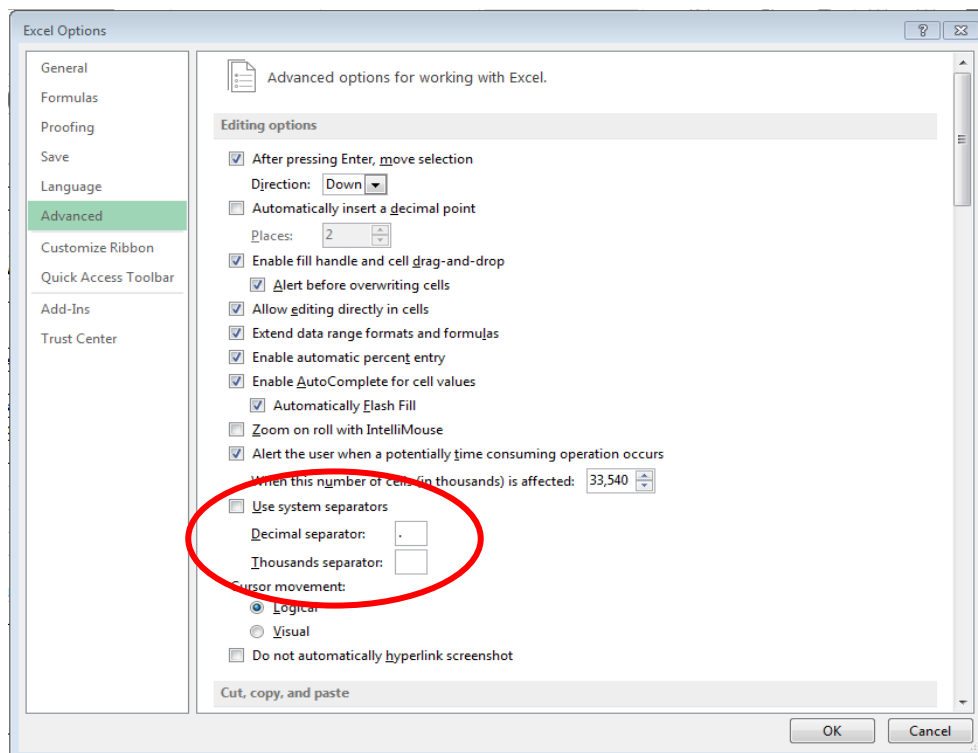 Excel Options
General
Formulas
Proofing
Save
Language
Advanced
Customize Ribbon
Quick Access Toolbar
Add-Ins
Trust Center
Advanced options for working with Excel.
Editing options
After pressing Enter, move selection
Direction: Down
Automatically insert a decimal point
Places: 2
Enable fill handle and cell drag-and-drop
Alert before overwriting cells
Allow editing directly in cells
Extend data range formats and formulas
Enable automatic percent entry
Enable AutoComplete for cell values
Automatically Flash Fill
Zoom on roll with IntelliMouse
Alert the user when a potentially time consuming operation occurs
When this number of cells (in thousands) is affected: 33,540
Use system separators
Decimal separator: .
Thousands separator:
Cursor movement:
Logical
Visual
Do not automatically hyperlink screenshot
Cut, copy, and paste
OK Cancel